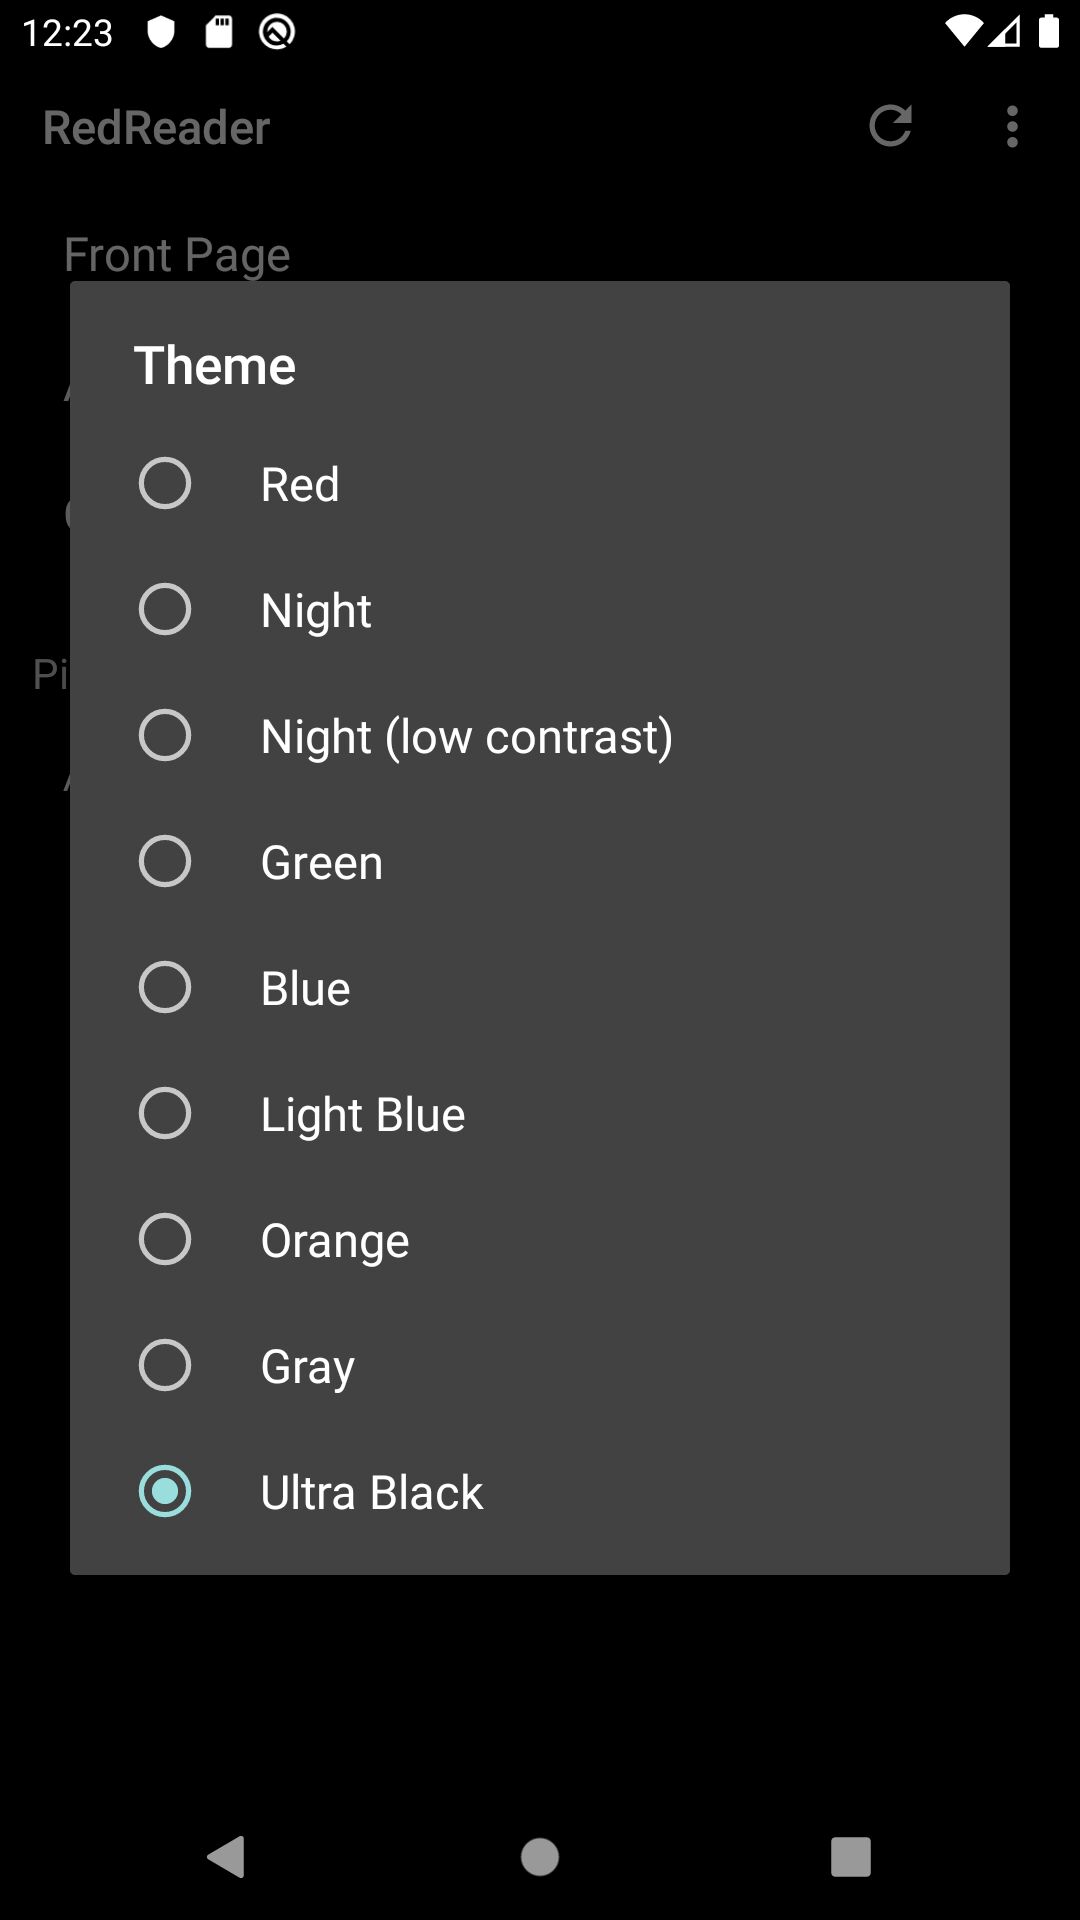 12:23
RedReader
Front Page
Theme
Red
Night
Pi
Night (low contrast)
Green
Blue
Light Blue
Orange
Gray
Ultra Black